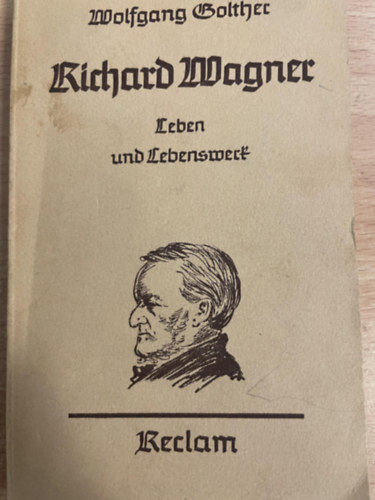 Wolfgang Golther
Richard Wagner
Leben
und Lebenswerk
Reclam